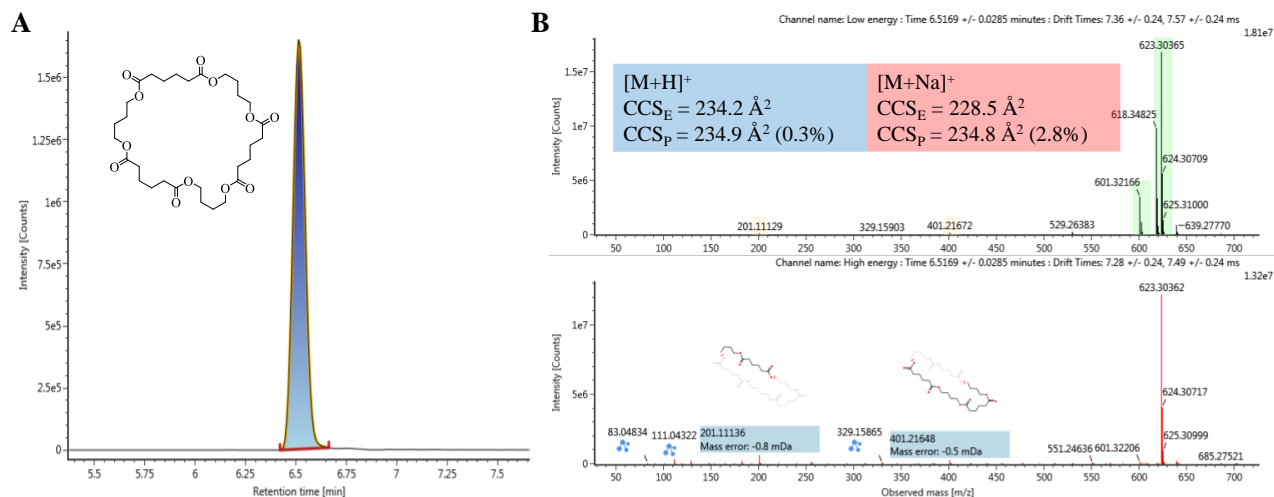 A
Intensity [Counts]
1.5e6
1.25e6
1e6
7.5e5
5e5
2.5e5
0
5.5
5.75
6
6.25
6.5
6.75
7
7.25
7.5
Retention time [min]
O
O
O
O
O
O
O
O
O
O
O
O
B
Channel name: Low energy : Time 6.5169 +/- 0.0285 minutes : Drift Times: 7.36 +/- 0.24, 7.57 +/- 0.24 ms
1.81e7
Intensity [Counts]
1.5e7
1e7
5e6
0
[M+H]+
CCSE = 234.2 Å2
CCSP = 234.9 Å2 (0.3%)
[M+Na]+
CCSE = 228.5 Å2
CCSP = 234.8 Å2 (2.8%)
623.30365
618.34825
624.30709
601.32166
625.31000
201.11129
329.15903
401.21672
529.26383
639.27770
50 100 150 200 250 300 350 400 450 500 550 600 650 700
Channel name: High energy : Time 6.5169 +/- 0.0285 minutes : Drift Times: 7.28 +/- 0.24, 7.49 +/- 0.24 ms
1.32e7
Intensity [Counts]
1e7
5e6
0
623.30362
624.30717
625.30999
83.04834
111.04322
201.11136
Mass error: -0.8 mDa
329.15865
401.21648
Mass error: -0.5 mDa
551.24636
601.32206
685.27521
50 100 150 200 250 300 350 400 450 500 550 600 650 700
Observed mass [m/z]